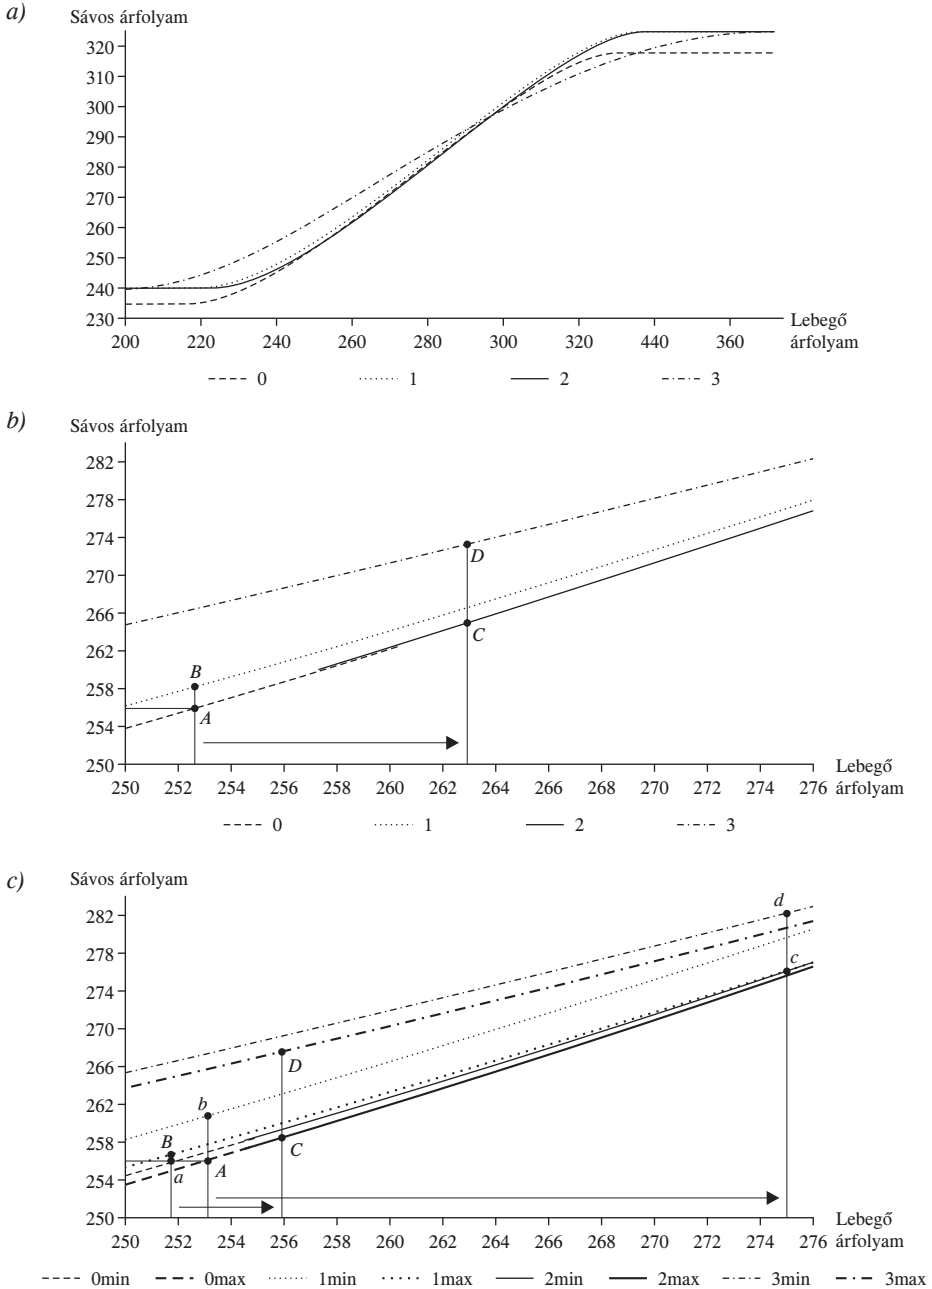 a)
Sávos árfolyam
320
310
300
290
280
270
260
250
240
230
200 220 240 260 280 300 320 440 360
Lebegő
árfolyam
0 1 2 3
b)
Sávos árfolyam
282
278
274
270
266
262
258
254
250
D
C
B
A
250 252 254 256 258 260 262 264 266 268 270 272 274 276
Lebegő
árfolyam
0 1 2 3
c)
Sávos árfolyam
282
278
274
270
266
262
258
254
250
d
c
D
b
B
C
a A
250 252 254 256 258 260 262 264 266 268 270 272 274 276
Lebegő
árfolyam
0min 0max 1min 1max 2min 2max 3min 3max